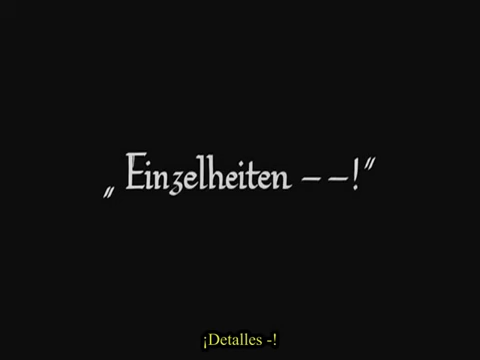 „Einzelheiten – –!"
¡Detalles -!